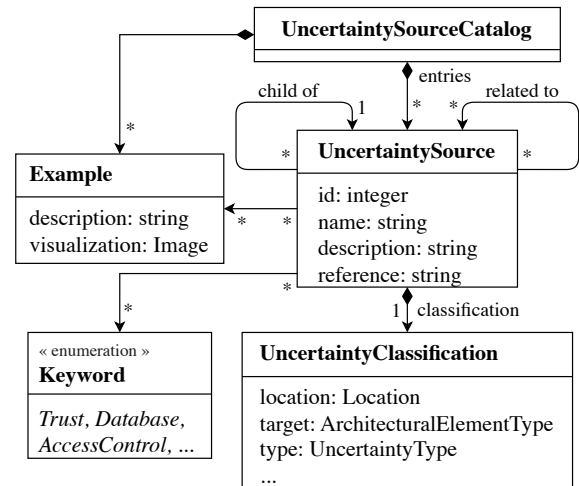 UncertaintySourceCatalog
entries
child of
1
*
*
related to
*
*
*
*
UncertaintySource
id: integer
name: string
description: string
reference: string
Example
description: string
visualization: Image
*
*
*
*
1
classification
« enumeration »
Keyword
Trust, Database,
AccessControl, ...
UncertaintyClassification
location: Location
target: ArchitecturalElementType
type: UncertaintyType
...